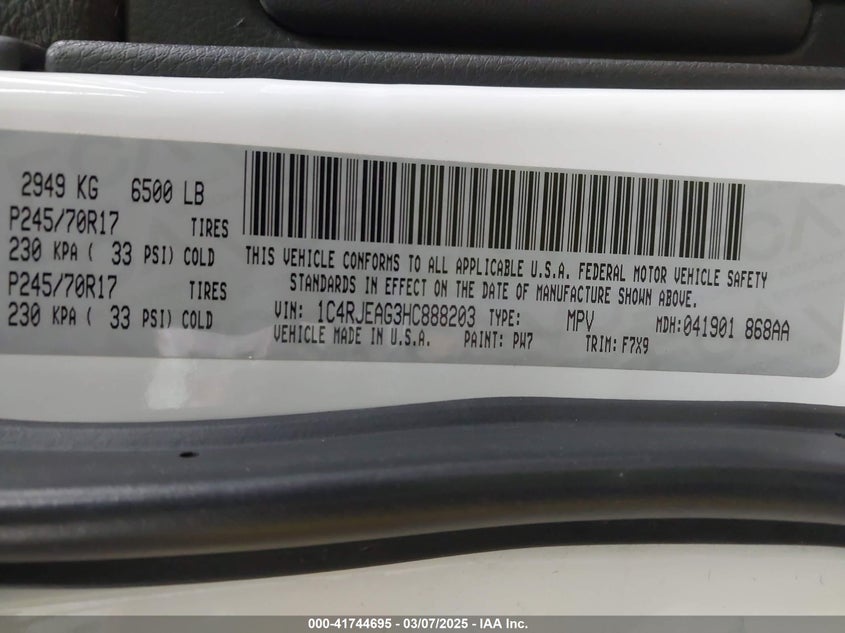 2949 KG 6500 LB
P245/70R17 TIRES
230 KPA ( 33 PSI) COLD
P245/70R17 TIRES
230 KPA ( 33 PSI) COLD
THIS VEHICLE CONFORMS TO ALL APPLICABLE U.S.A. FEDERAL MOTOR VEHICLE SAFETY
STANDARDS IN EFFECT ON THE DATE OF MANUFACTURE SHOWN ABOVE.
VIN: 1C4RJEAG3HC888203 TYPE: MPV MDH:041901 868AA
VEHICLE MADE IN U.S.A. PAINT: PW7 TRIM: F7X9
000-41744695 — 03/07/2025 — IAA Inc.